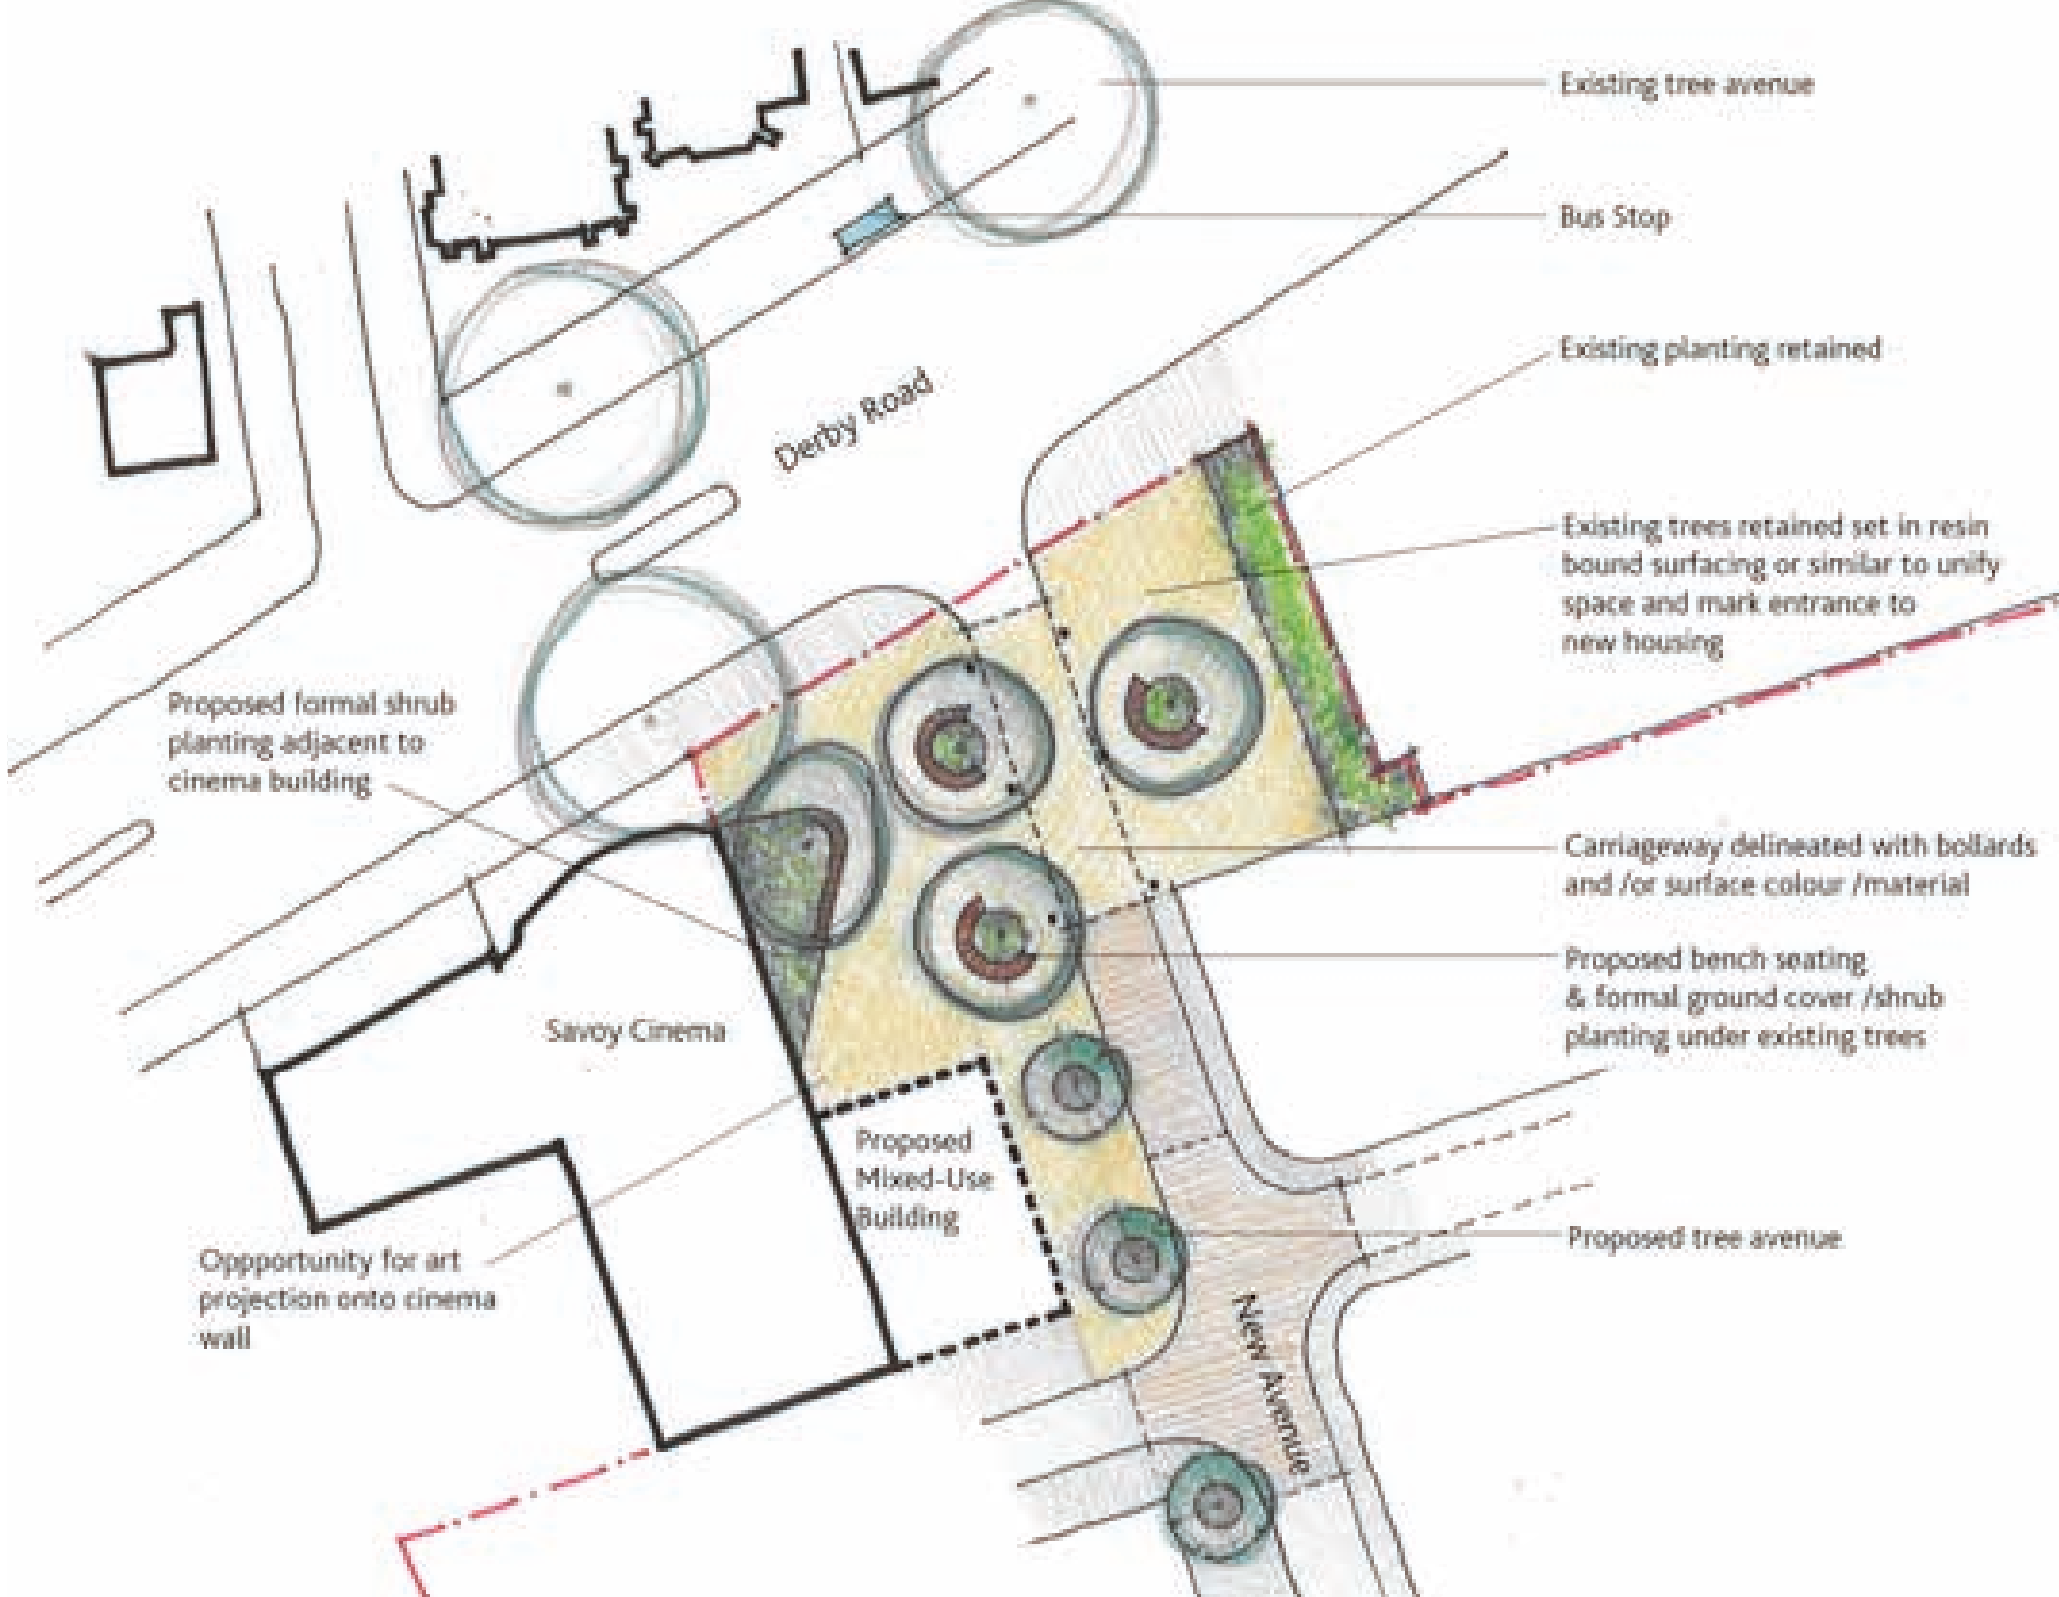 Existing tree avenue
Bus Stop
Existing planting retained
Derby Road
Existing trees retained set in resin
bound surfacing or similar to unify
space and mark entrance to
new housing
Proposed formal shrub
planting adjacent to
cinema building
Carriageway delineated with bollards
and /or surface colour /material
Proposed bench seating
& formal ground cover /shrub
planting under existing trees
Savoy Cinema
Proposed
Mixed-Use
Building
Proposed tree avenue
Oppportunity for art
projection onto cinema
wall
New Avenue